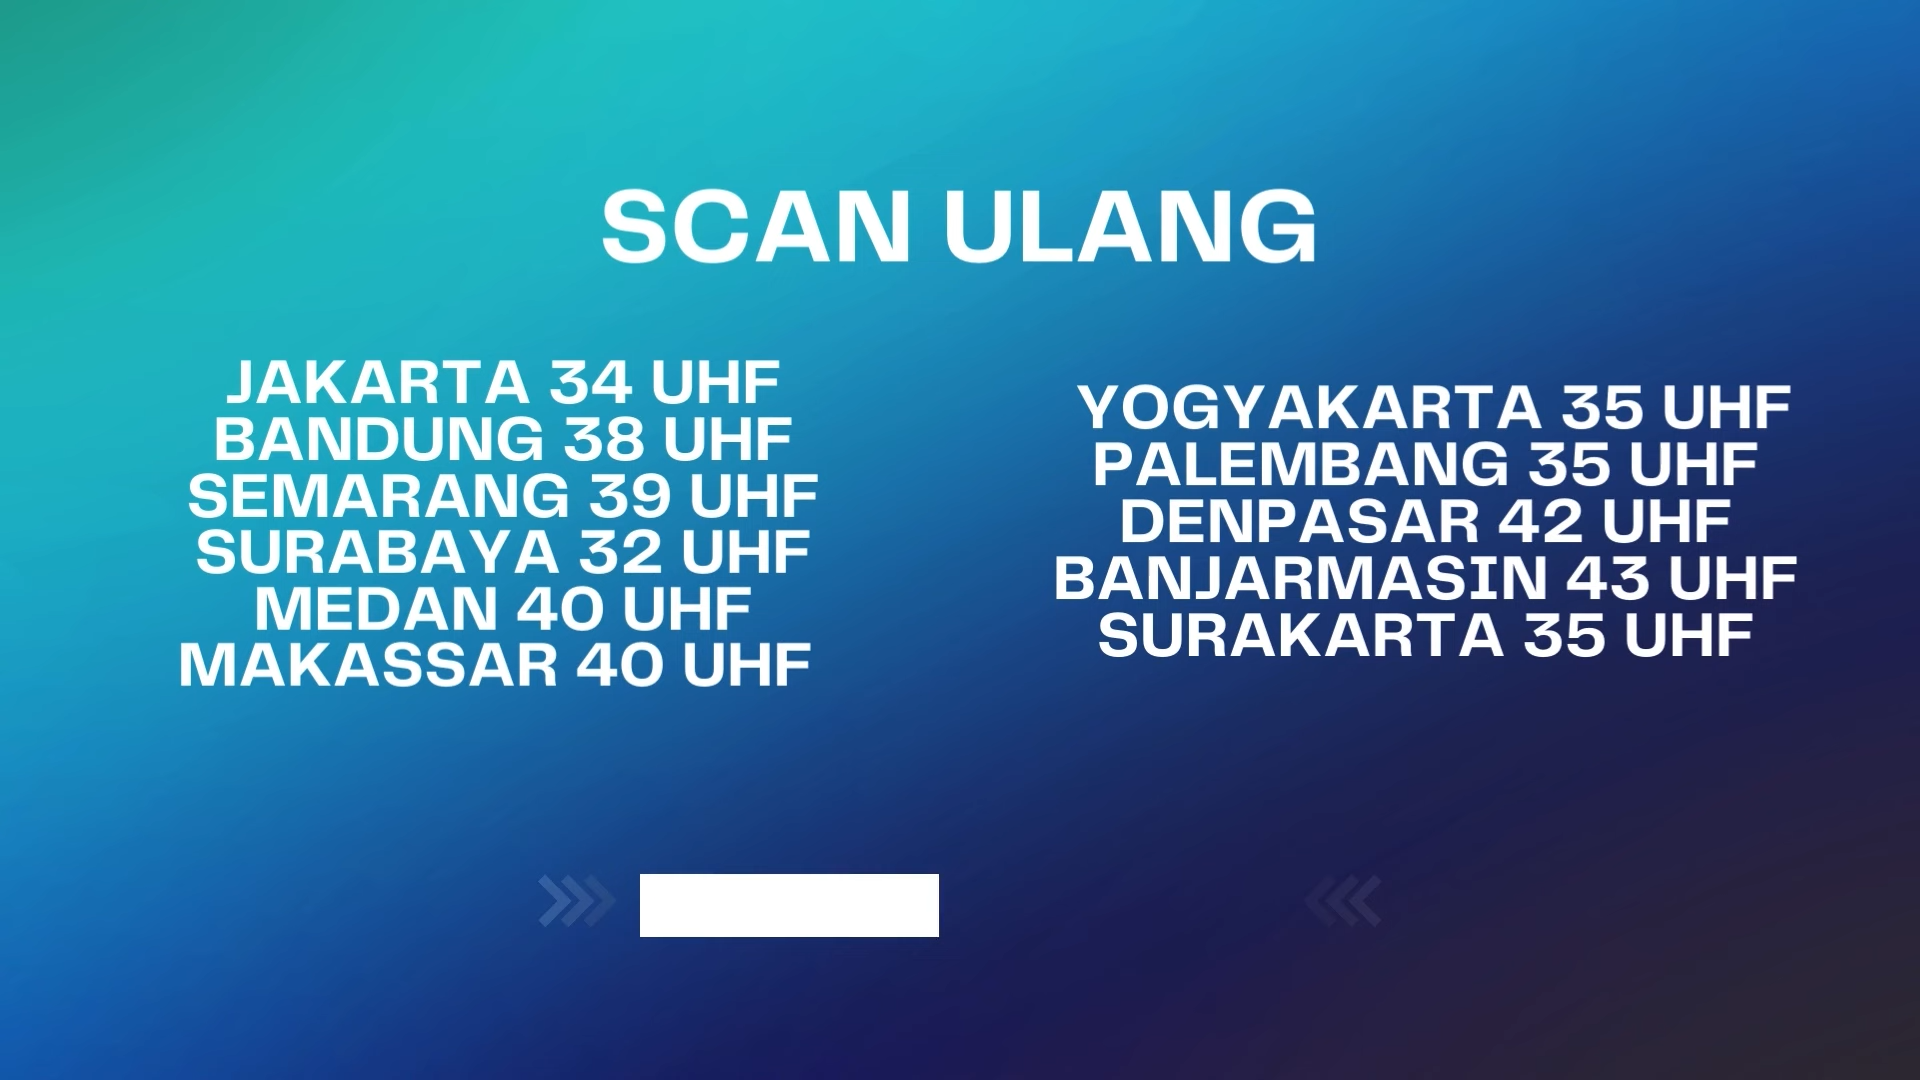 SCAN ULANG
JAKARTA 34 UHF
BANDUNG 38 UHF
SEMARANG 39 UHF
SURABAYA 32 UHF
MEDAN 40 UHF
MAKASSAR 40 UHF
YOGYAKARTA 35 UHF
PALEMBANG 35 UHF
DENPASAR 42 UHF
BANJARMASIN 43 UHF
SURAKARTA 35 UHF